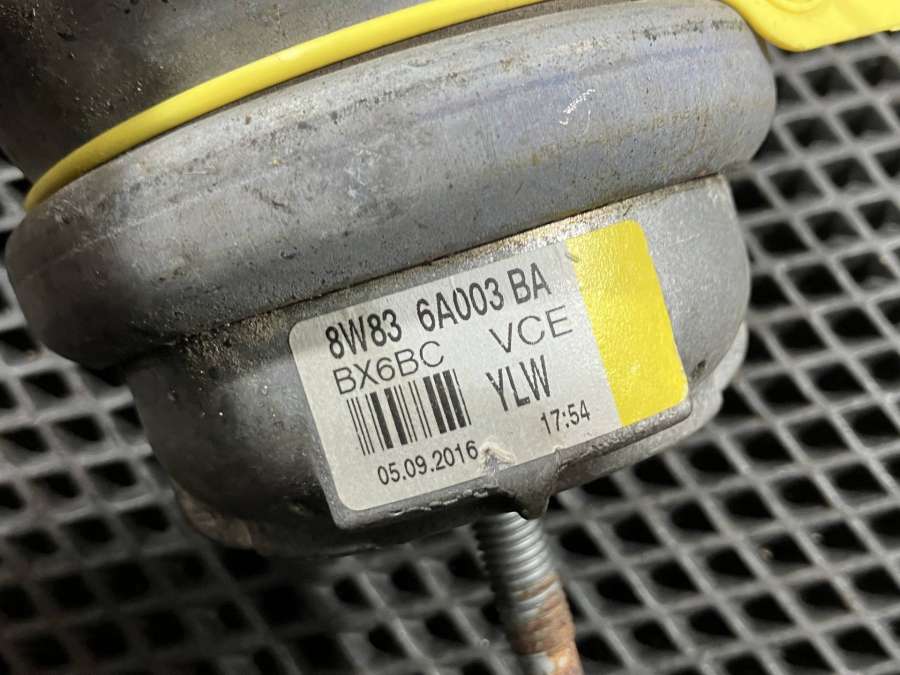 8W83 6A003 BA
BX6BC VCE
YLW
05.09.2016 17:54